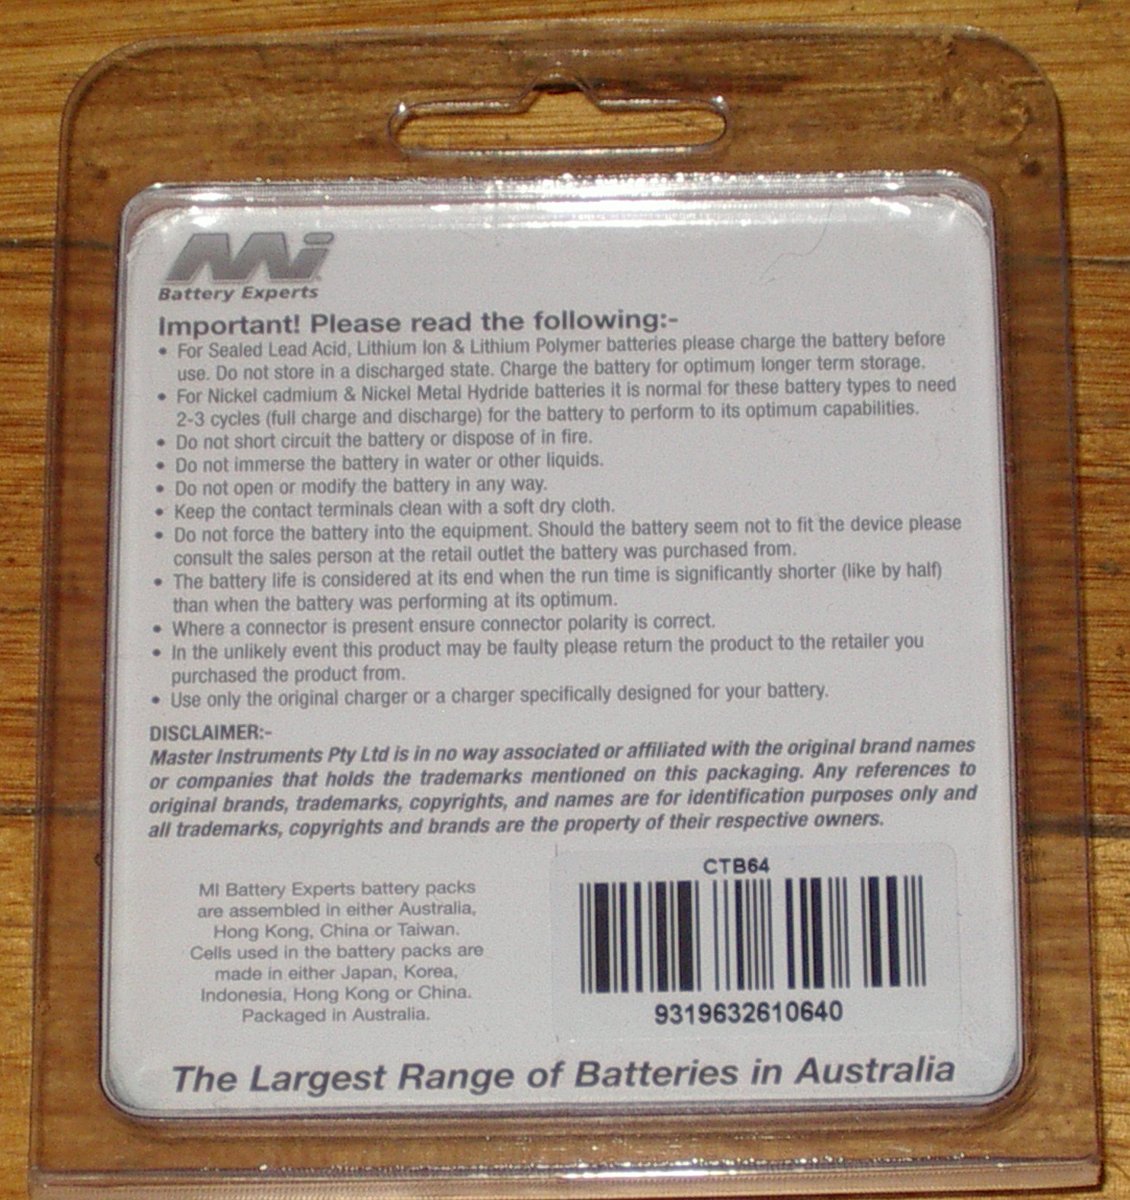 Mi
Battery Experts
Important! Please read the following:-
• For Sealed Lead Acid, Lithium Ion & Lithium Polymer batteries please charge the battery before
use. Do not store in a discharged state. Charge the battery for optimum longer term storage.
• For Nickel cadmium & Nickel Metal Hydride batteries it is normal for these battery types to need
2-3 cycles (full charge and discharge) for the battery to perform to its optimum capabilities.
• Do not short circuit the battery or dispose of in fire.
• Do not immerse the battery in water or other liquids.
• Do not open or modify the battery in any way.
• Keep the contact terminals clean with a soft dry cloth.
• Do not force the battery into the equipment. Should the battery seem not to fit the device please
consult the sales person at the retail outlet the battery was purchased from.
• The battery life is considered at its end when the run time is significantly shorter (like by half)
than when the battery was performing at its optimum.
• Where a connector is present ensure connector polarity is correct.
• In the unlikely event this product may be faulty please return the product to the retailer you
purchased the product from.
• Use only the original charger or a charger specifically designed for your battery.
DISCLAIMER:-
Master Instruments Pty Ltd is in no way associated or affiliated with the original brand names
or companies that holds the trademarks mentioned on this packaging. Any references to
original brands, trademarks, copyrights, and names are for identification purposes only and
all trademarks, copyrights and brands are the property of their respective owners.
MI Battery Experts battery packs
are assembled in either Australia,
Hong Kong, China or Taiwan.
Cells used in the battery packs are
made in either Japan, Korea,
Indonesia, Hong Kong or China.
Packaged in Australia.
CTB64
9319632610640
The Largest Range of Batteries in Australia